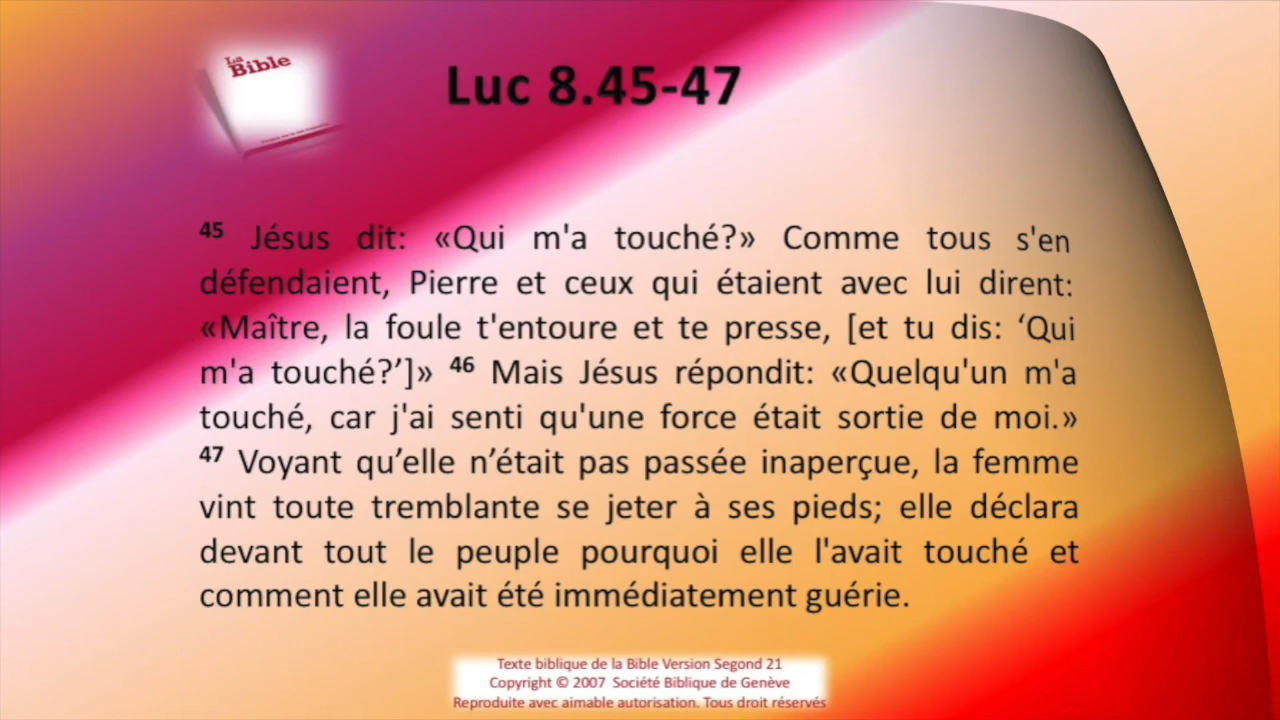 La
Bible
Luc 8.45-47
45 Jésus dit: «Qui m'a touché?» Comme tous s'en
défendaient, Pierre et ceux qui étaient avec lui dirent:
«Maître, la foule t'entoure et te presse, [et tu dis: ‘Qui
m'a touché?’]» 46 Mais Jésus répondit: «Quelqu'un m'a
touché, car j'ai senti qu'une force était sortie de moi.»
47 Voyant qu’elle n’était pas passée inaperçue, la femme
vint toute tremblante se jeter à ses pieds; elle déclara
devant tout le peuple pourquoi elle l'avait touché et
comment elle avait été immédiatement guérie.
Texte biblique de la Bible Version Segond 21
Copyright © 2007 Société Biblique de Genève
Reproduite avec aimable autorisation. Tous droit réservés